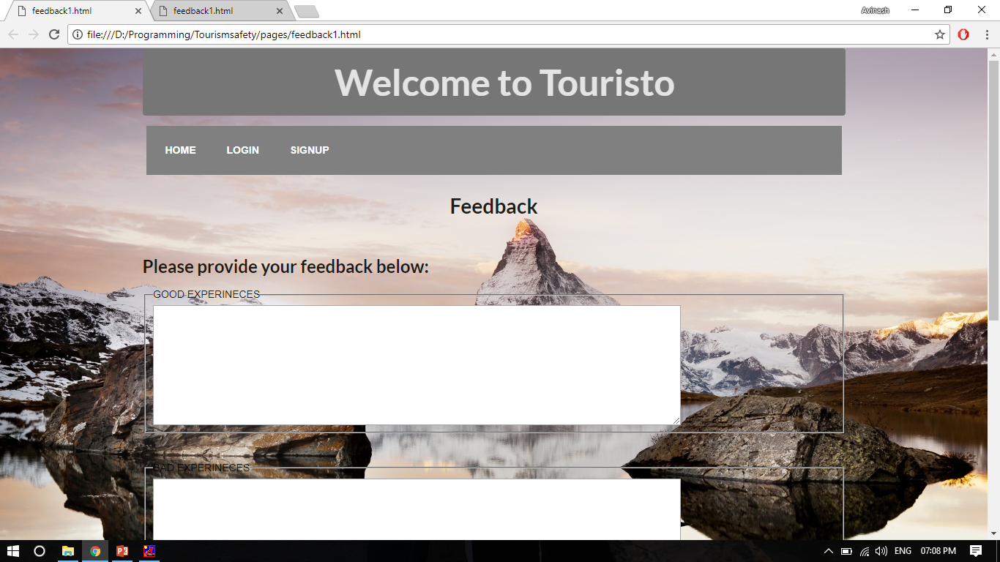 feedback1.html
feedback1.html
Avinash
file:///D:/Programming/Tourismsafety/pages/feedback1.html
Welcome to Touristo
HOME LOGIN SIGNUP
Feedback
Please provide your feedback below:
GOOD EXPERINECES
BAD EXPERINECES
ENG 07:08 PM